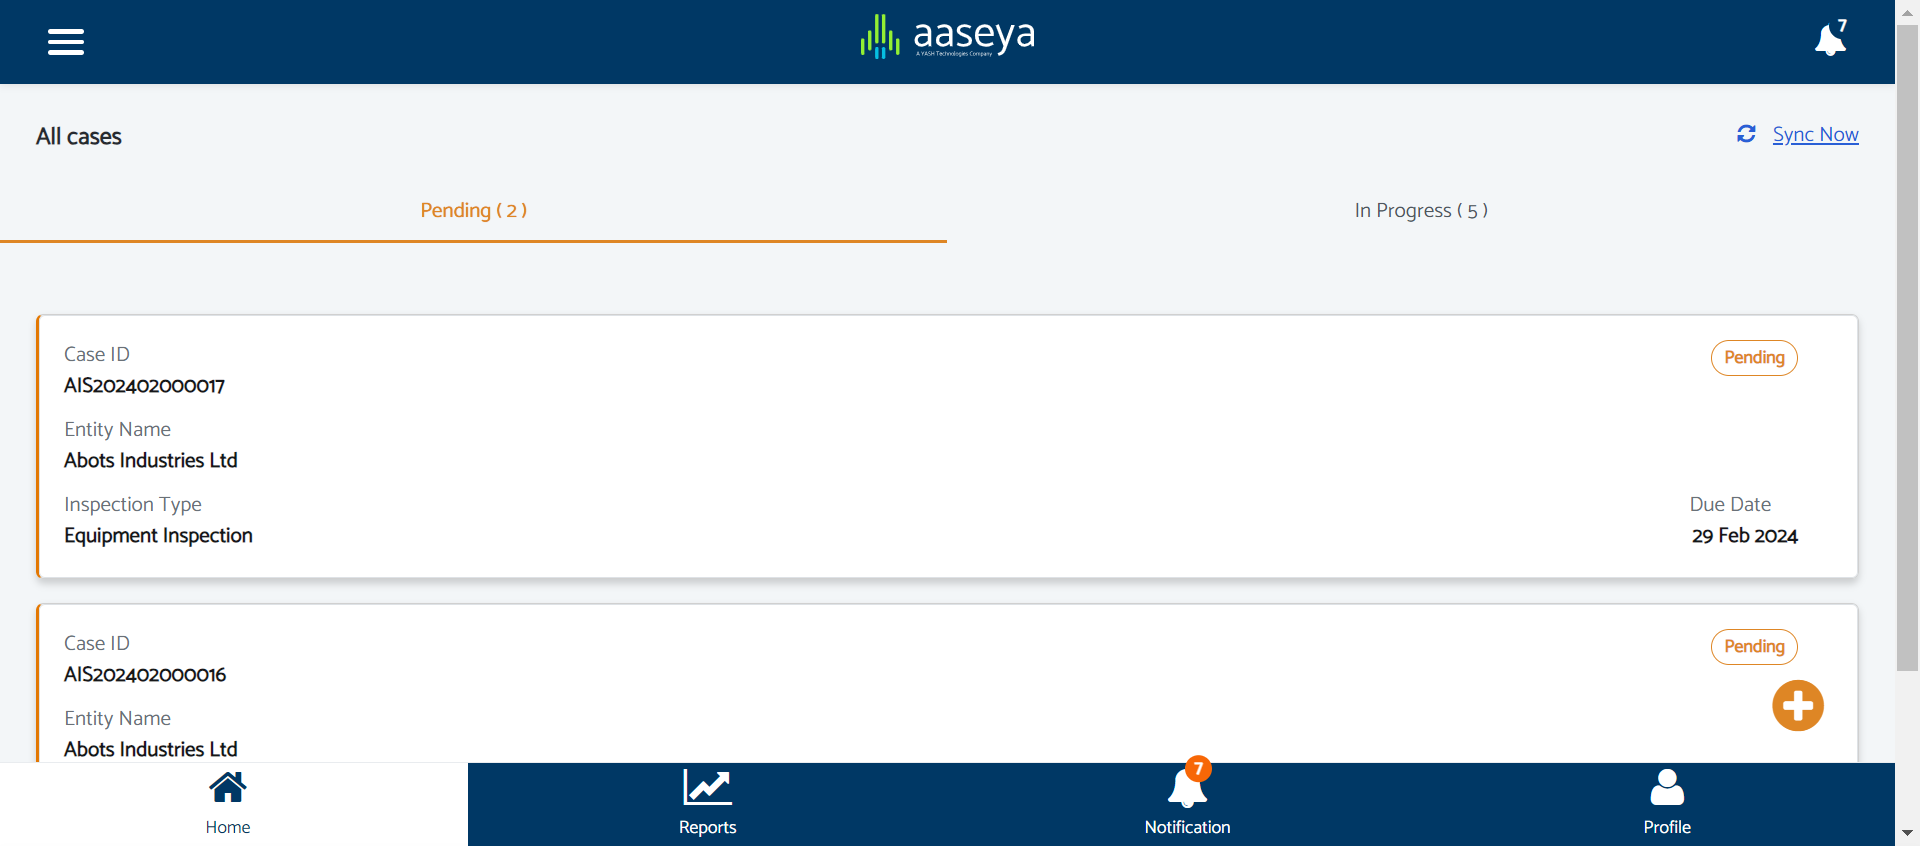 aaseya
A YASH Technologies Company
7
All cases
Sync Now
Pending ( 2 )
In Progress ( 5 )
Case ID
Pending
AIS202402000017
Entity Name
Abots Industries Ltd
Inspection Type
Due Date
Equipment Inspection
29 Feb 2024
Case ID
Pending
AIS202402000016
Entity Name
Abots Industries Ltd
7
Home
Reports
Notification
Profile